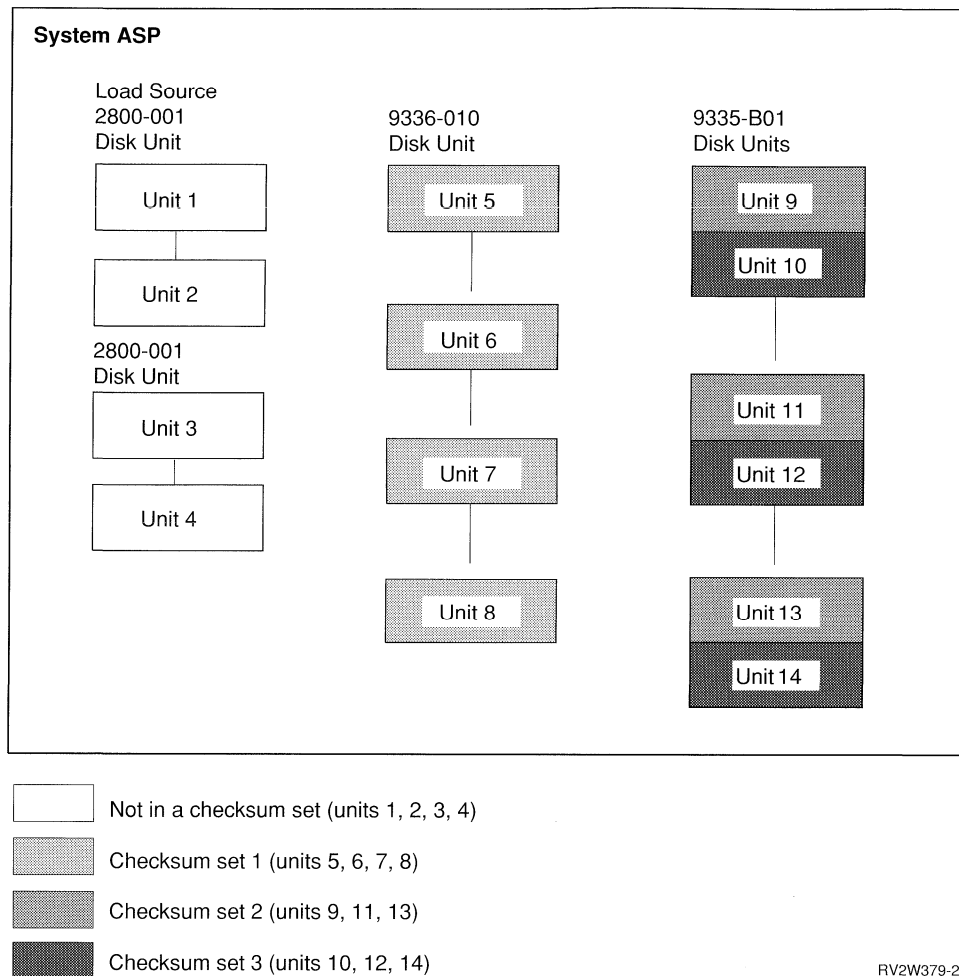 System ASP
Load Source
2800-001
Disk Unit
Unit 1
Unit 2
2800-001
Disk Unit
Unit 3
Unit 4
9336-010
Disk Unit
Unit 5
Unit 6
Unit 7
Unit 8
9335-B01
Disk Units
Unit 9
Unit 10
Unit 11
Unit 12
Unit 13
Unit 14
Not in a checksum set (units 1, 2, 3, 4)
Checksum set 1 (units 5, 6, 7, 8)
Checksum set 2 (units 9, 11, 13)
Checksum set 3 (units 10, 12, 14)
RV2W379-2